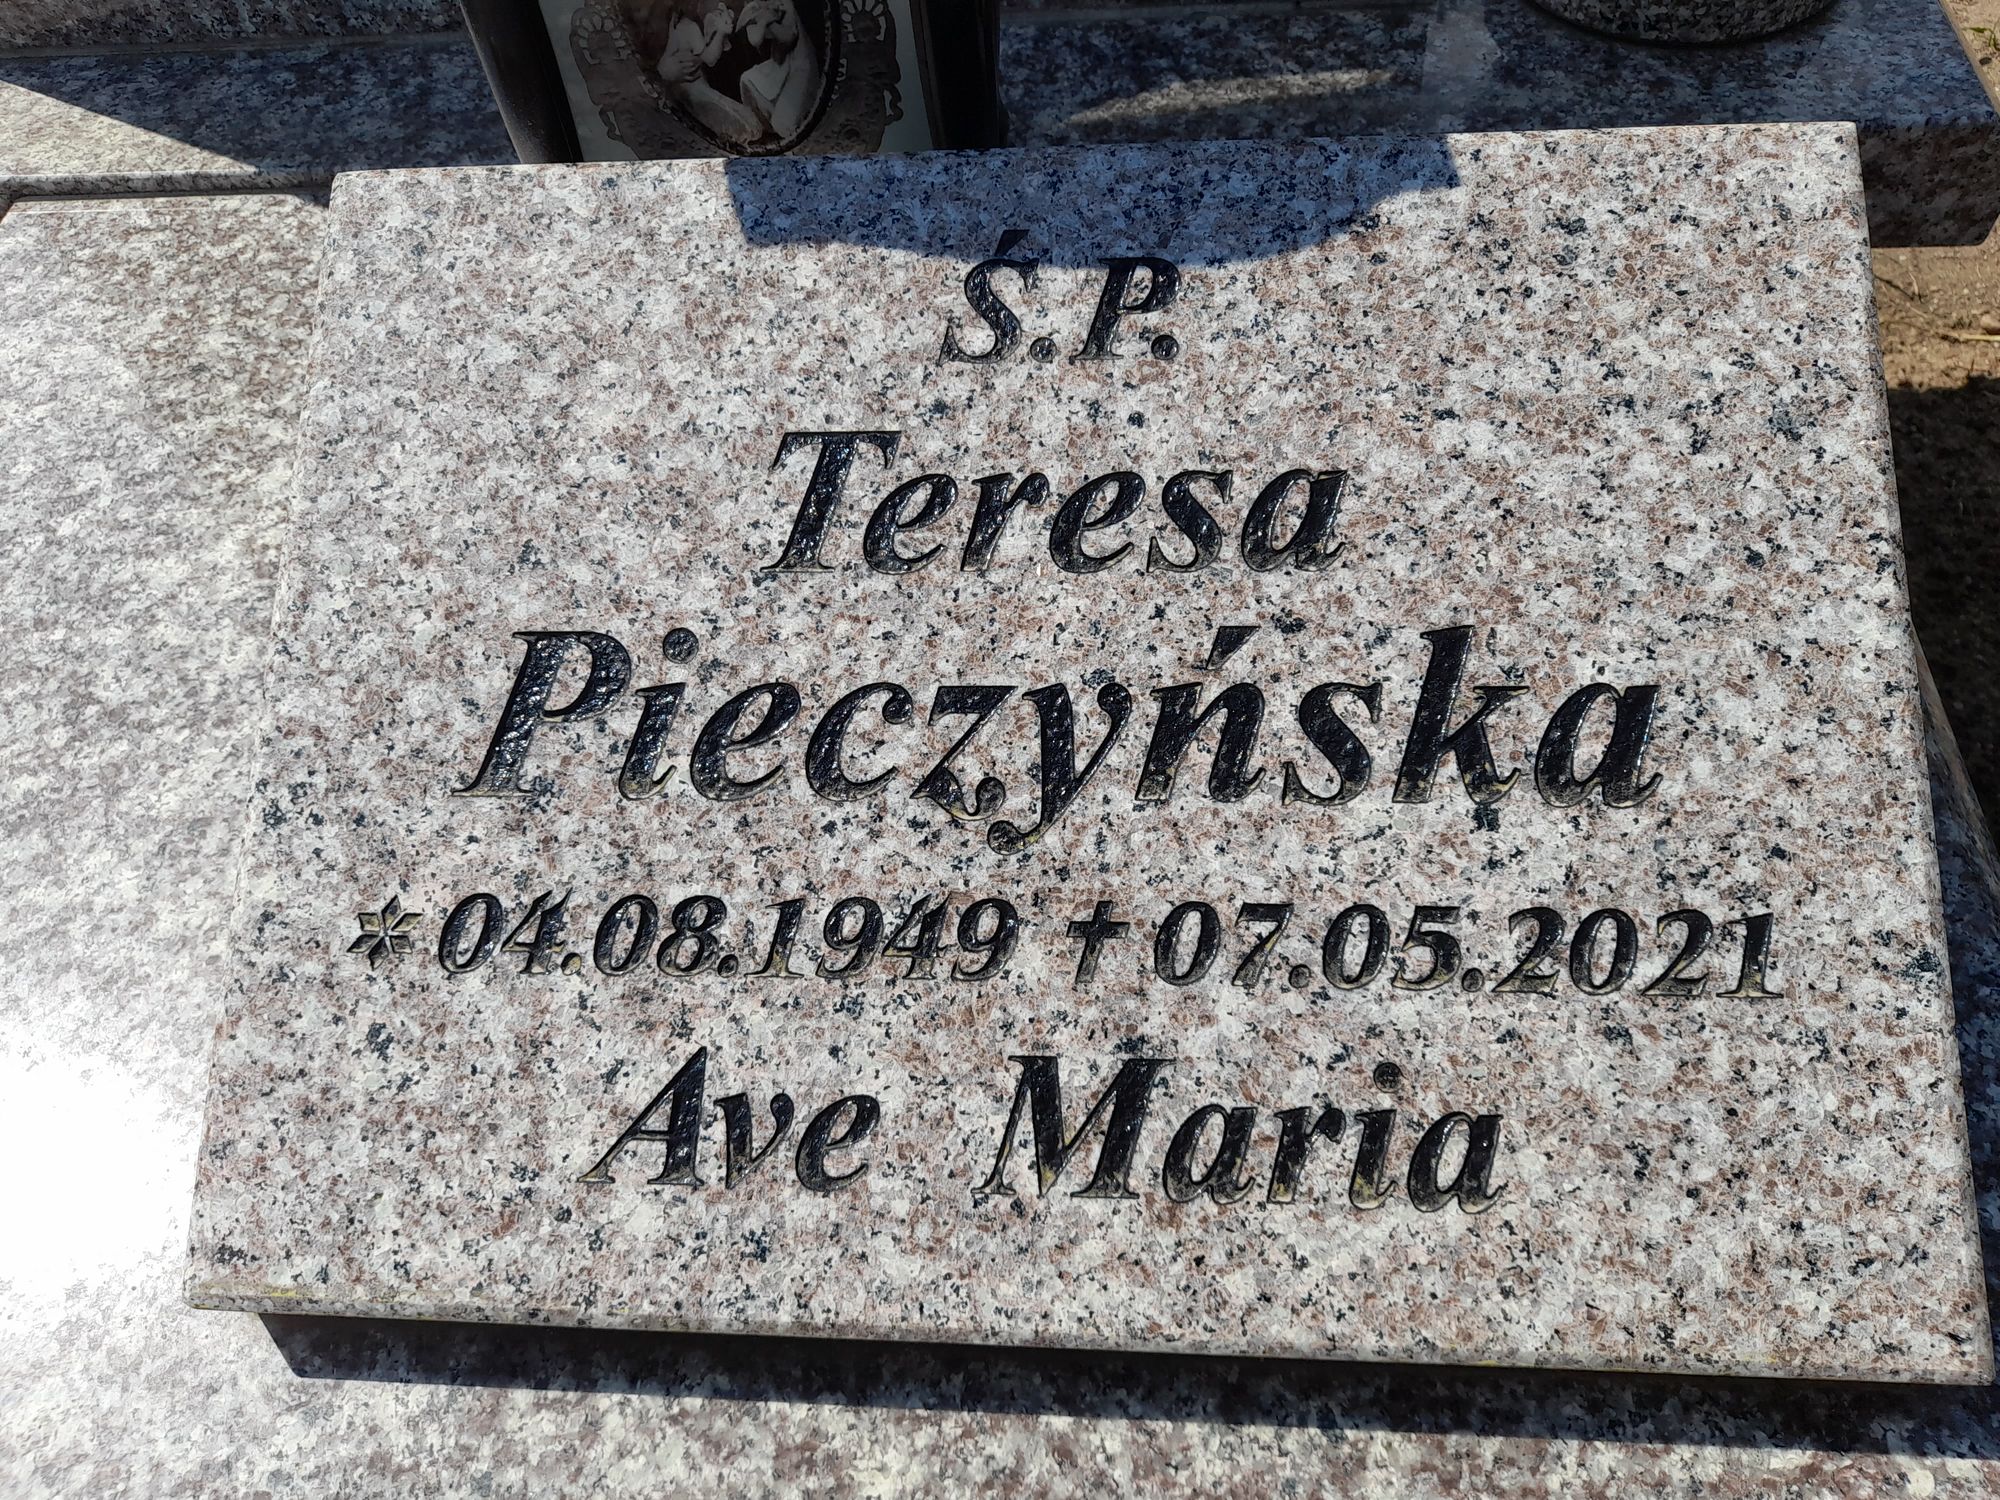 Ś.P.
Teresa
Pieczyńska
* 04.08.1949 † 07.05.2021
Ave Maria